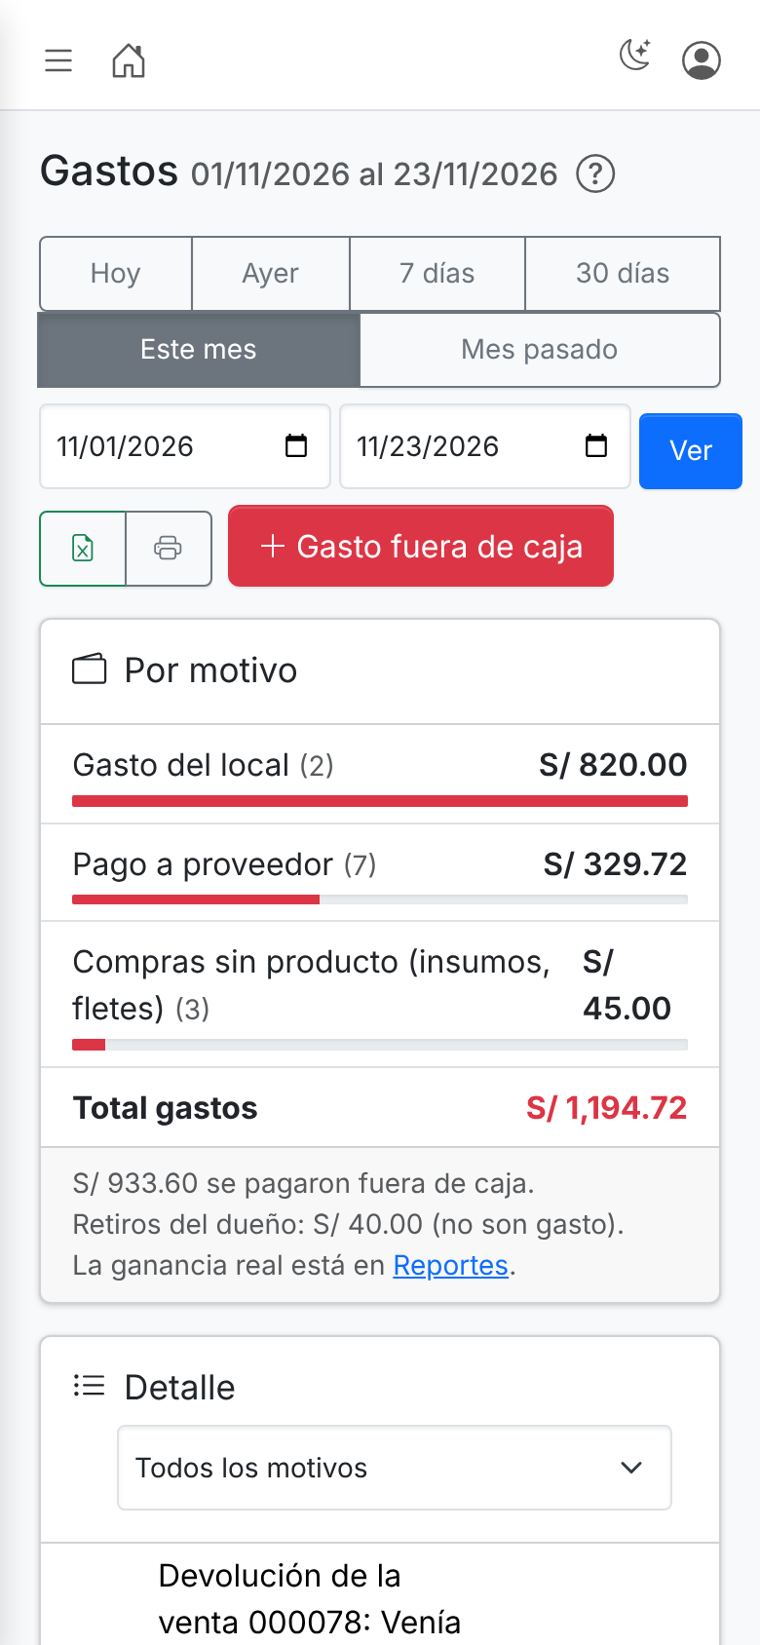 Gastos 01/11/2026 al 23/11/2026 ?
Hoy Ayer 7 días 30 días
Este mes Mes pasado
11/01/2026 11/23/2026 Ver
+ Gasto fuera de caja
Por motivo
Gasto del local (2) S/ 820.00
Pago a proveedor (7) S/ 329.72
Compras sin producto (insumos, S/
fletes) (3) 45.00
Total gastos S/ 1,194.72
S/ 933.60 se pagaron fuera de caja.
Retiros del dueño: S/ 40.00 (no son gasto).
La ganancia real está en Reportes.
Detalle
Todos los motivos
Devolución de la
venta 000078: Venía